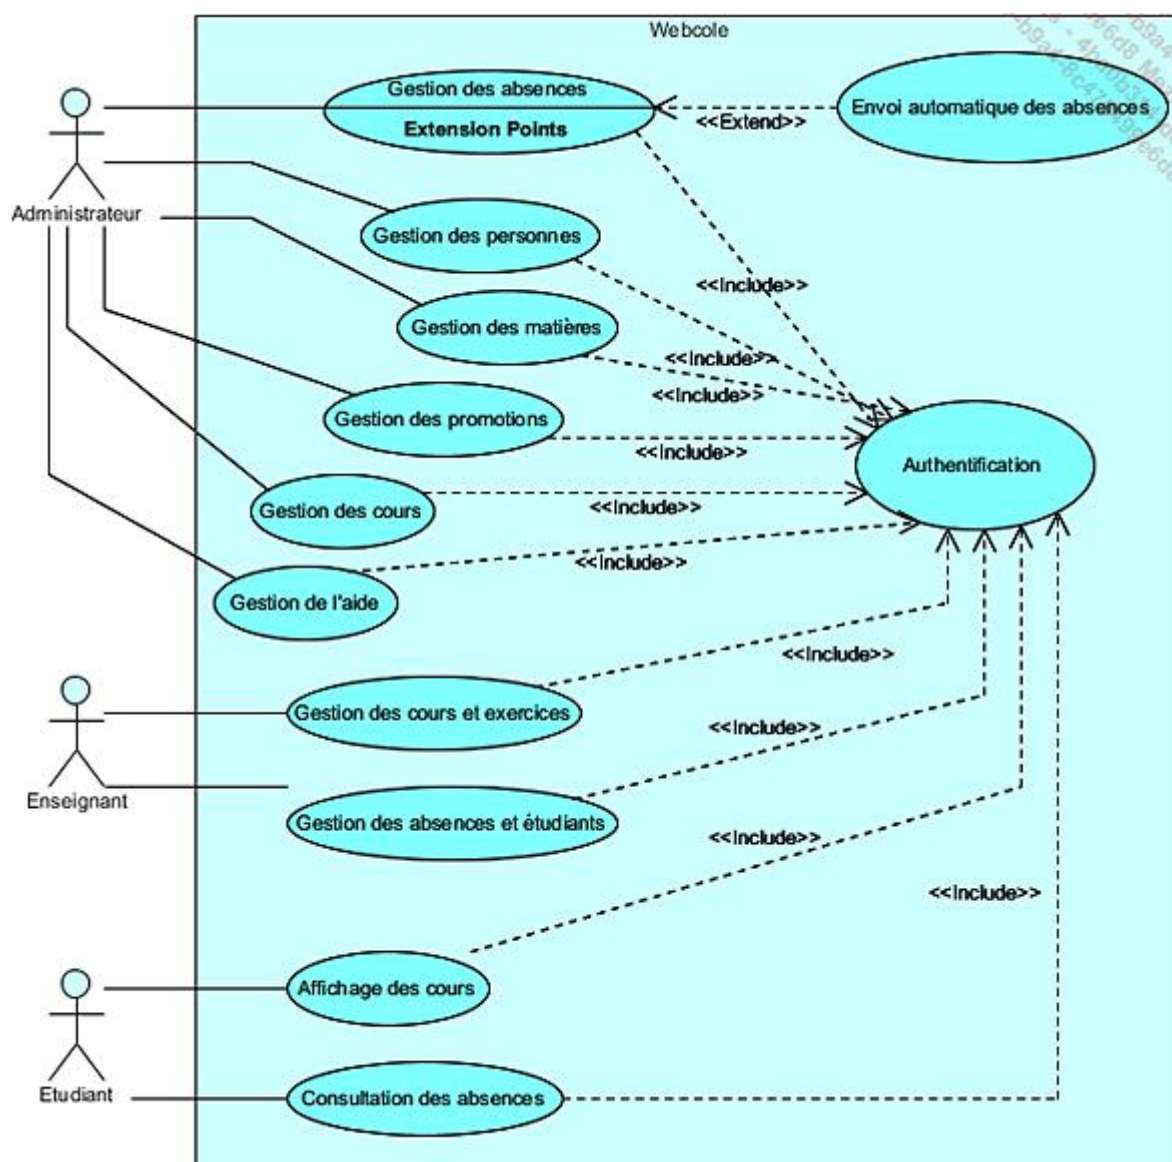 Webcole
Gestion des absences
Extension Points
<<Extend>>
Envoi automatique des absences
Administrateur
Gestion des personnes
<<Include>>
Gestion des matières
<<Include>>
<<Include>>
Gestion des promotions
<<Include>>
Authentification
Gestion des cours
<<Include>>
<<Include>>
Gestion de l'aide
<<Include>>
Gestion des cours et exercices
<<Include>>
Enseignant
Gestion des absences et étudiants
<<Include>>
<<Include>>
Affichage des cours
Etudiant
Consultation des absences